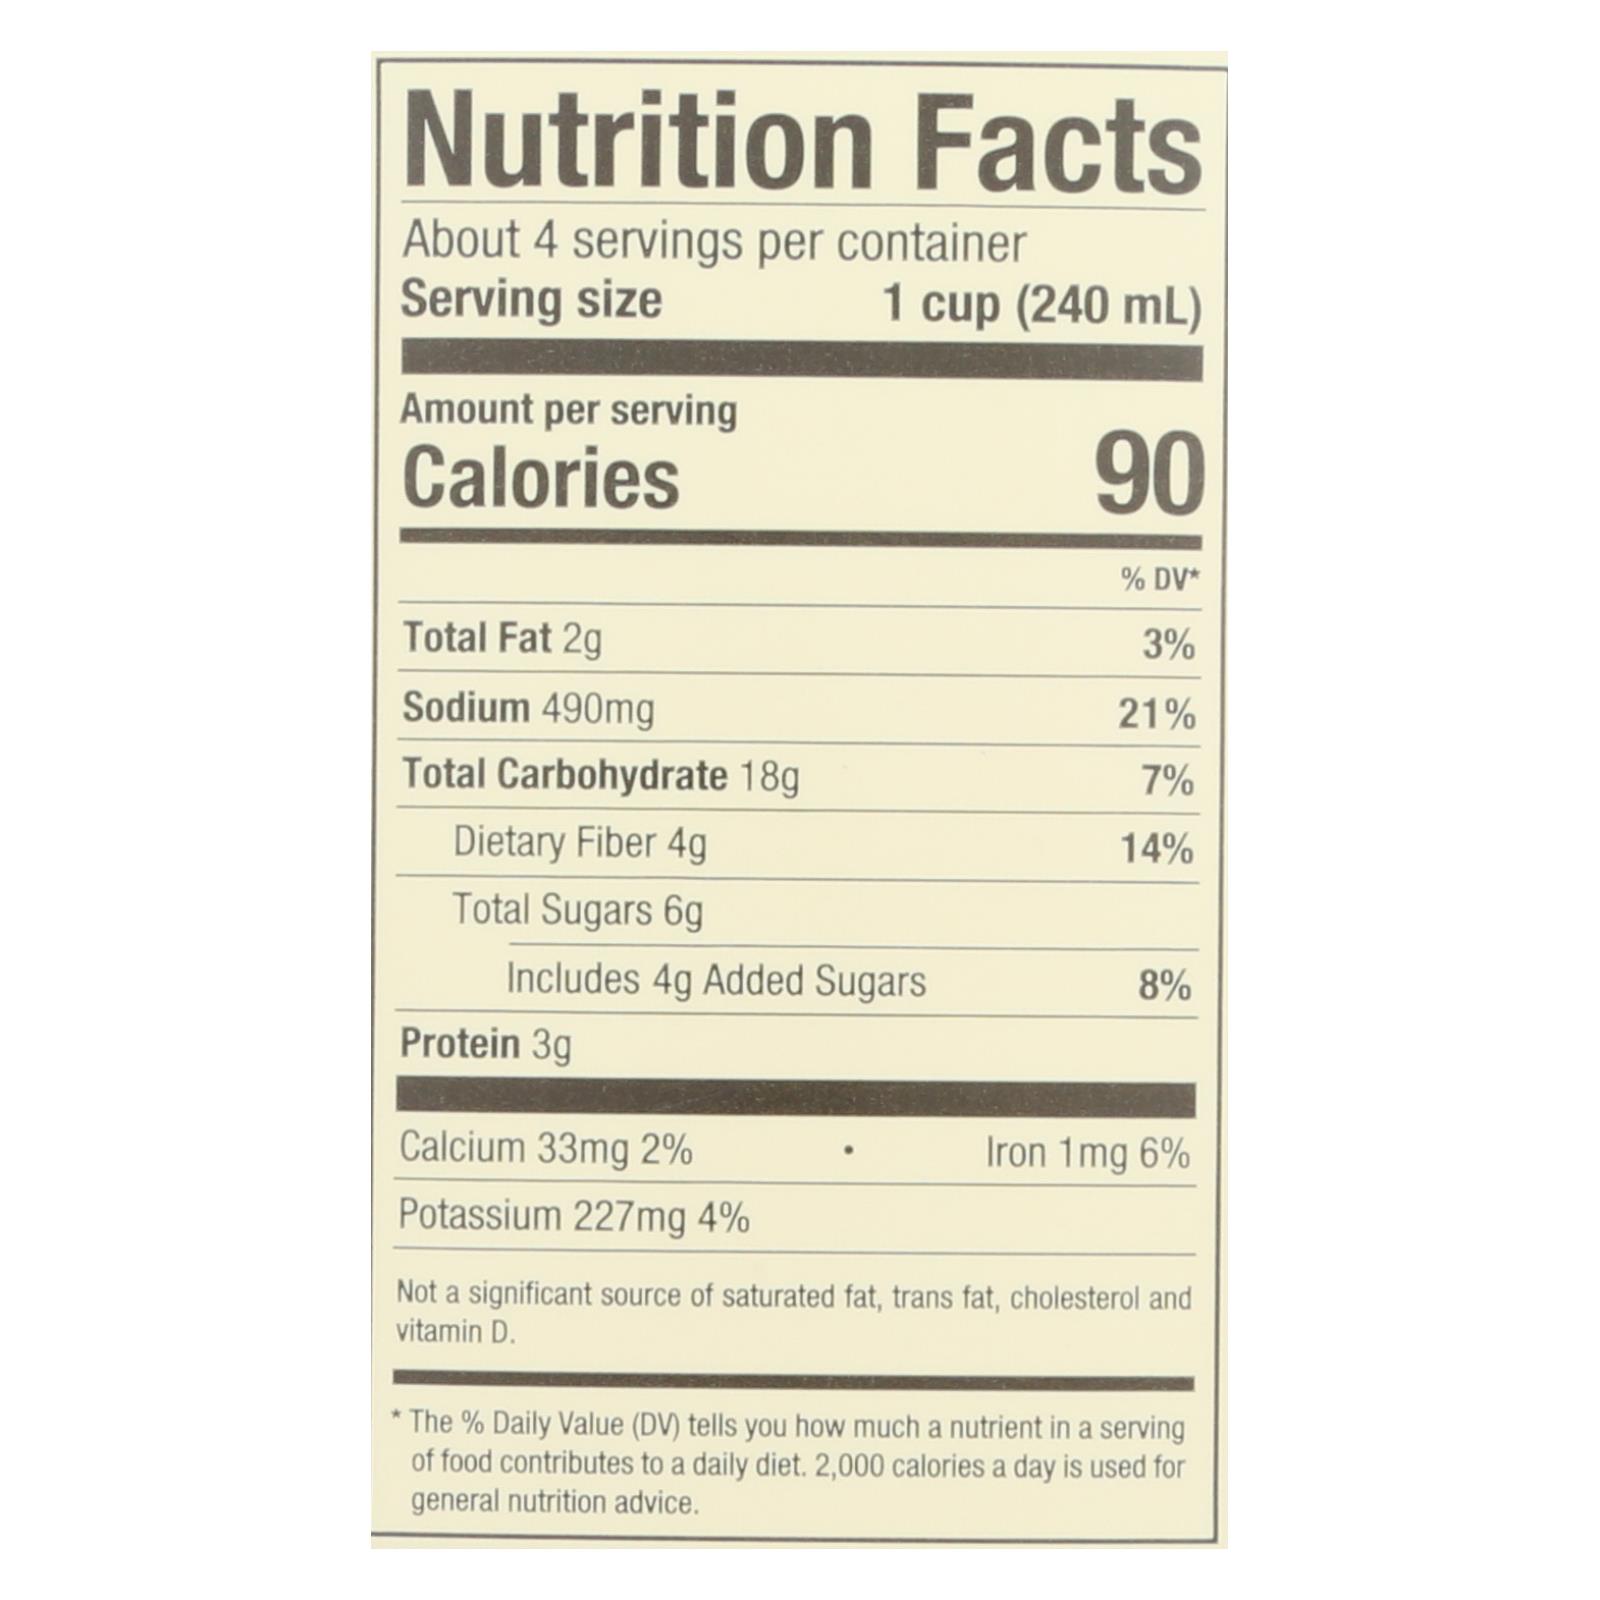 Nutrition Facts
About 4 servings per container
Serving size 1 cup (240 mL)
Amount per serving
Calories 90
% DV*
Total Fat 2g 3%
Sodium 490mg 21%
Total Carbohydrate 18g 7%
Dietary Fiber 4g 14%
Total Sugars 6g
Includes 4g Added Sugars 8%
Protein 3g
Calcium 33mg 2% • Iron 1mg 6%
Potassium 227mg 4%
Not a significant source of saturated fat, trans fat, cholesterol and
vitamin D.
* The % Daily Value (DV) tells you how much a nutrient in a serving
of food contributes to a daily diet. 2,000 calories a day is used for
general nutrition advice.